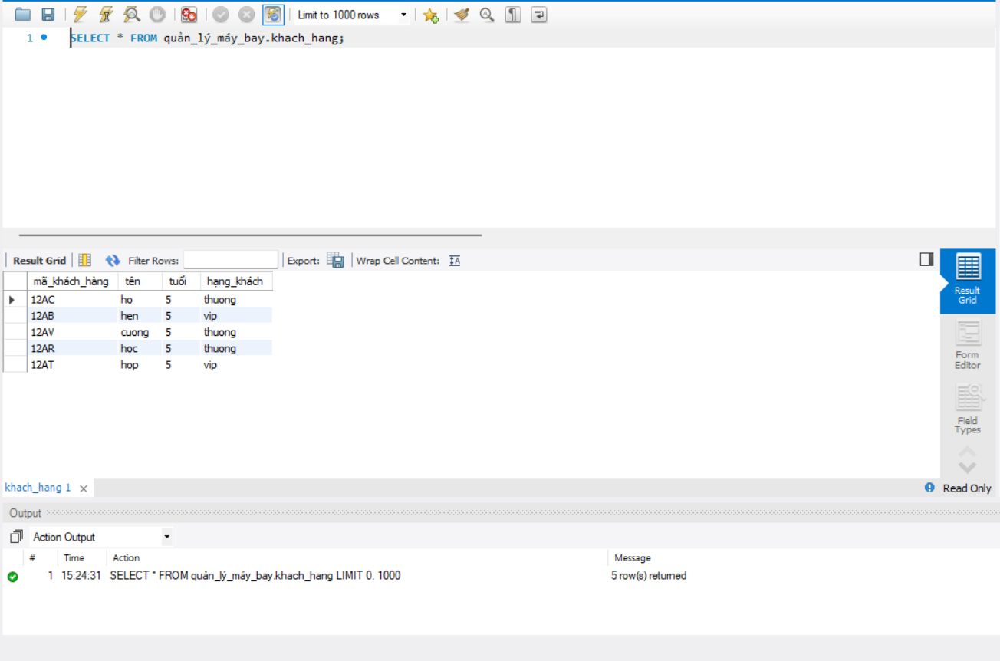 Limit to 1000 rows
1 SELECT * FROM quản_lý_máy_bay.khach_hang;
Result Grid Filter Rows: Export: Wrap Cell Content:
mã_khách_hàng tên tuổi hạng_khách
12AC ho 5 thuong
12AB hen 5 vip
12AV cuong 5 thuong
12AR hoc 5 thuong
12AT hop 5 vip
Result
Grid
Form
Editor
Field
Types
khach_hang 1 Read Only
Output
Action Output
# Time Action Message
1 15:24:31 SELECT * FROM quản_lý_máy_bay.khach_hang LIMIT 0, 1000 5 row(s) returned